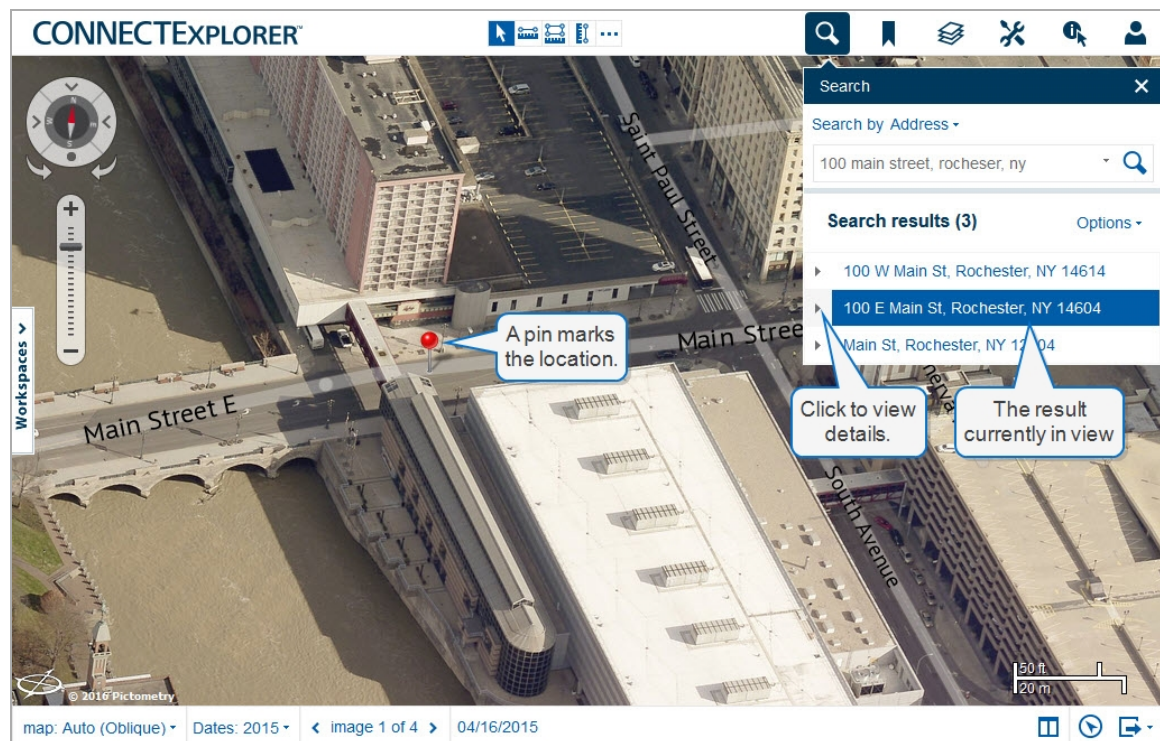 CONNECTEXPLORER™
Search
Search by Address
100 main street, rocheser, ny
Search results (3)
Options
100 W Main St, Rochester, NY 14614
100 E Main St, Rochester, NY 14604
Main St, Rochester, NY
Click to view
details.
The result
currently in view
A pin marks
the location.
Saint Paul Street
Main Stree
Main Street E
South Avenue
Workspaces
N
E
S
W
50 ft
20 m
© 2016 Pictometry
map: Auto (Oblique)
Dates: 2015
image 1 of 4
04/16/2015